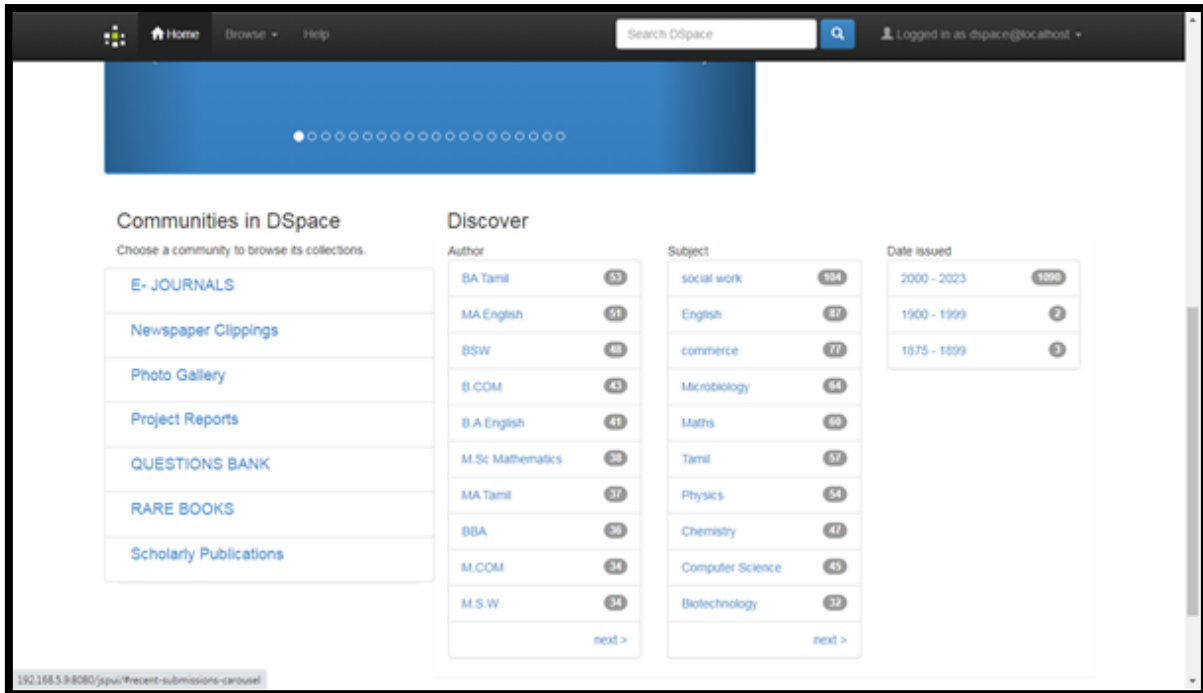 Home Browse Help Search DSpace Logged in as dspace@localhost
Communities in DSpace
Choose a community to browse its collections.
E- JOURNALS
Newspaper Clippings
Photo Gallery
Project Reports
QUESTIONS BANK
RARE BOOKS
Scholarly Publications
Discover
Author
BA Tamil 53
MA English 51
BSW 48
B.COM 43
B.A English 41
M.Sc Mathematics 38
MA Tamil 37
BBA 36
M.COM 34
M.S.W 34
next >
Subject
social work 104
English 87
commerce 77
Microbiology 64
Maths 60
Tamil 57
Physics 54
Chemistry 47
Computer Science 45
Biotechnology 32
next >
Date issued
2000 - 2023 1090
1900 - 1999 2
1875 - 1899 3
192.168.5.9:8080/jspui/#recent-submissions-carousel